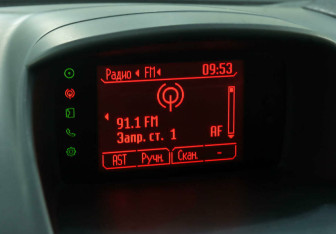 Радио FM 09:53
91.1 FM
Запр. ст. 1 AF
AST Ручн. Скан. -